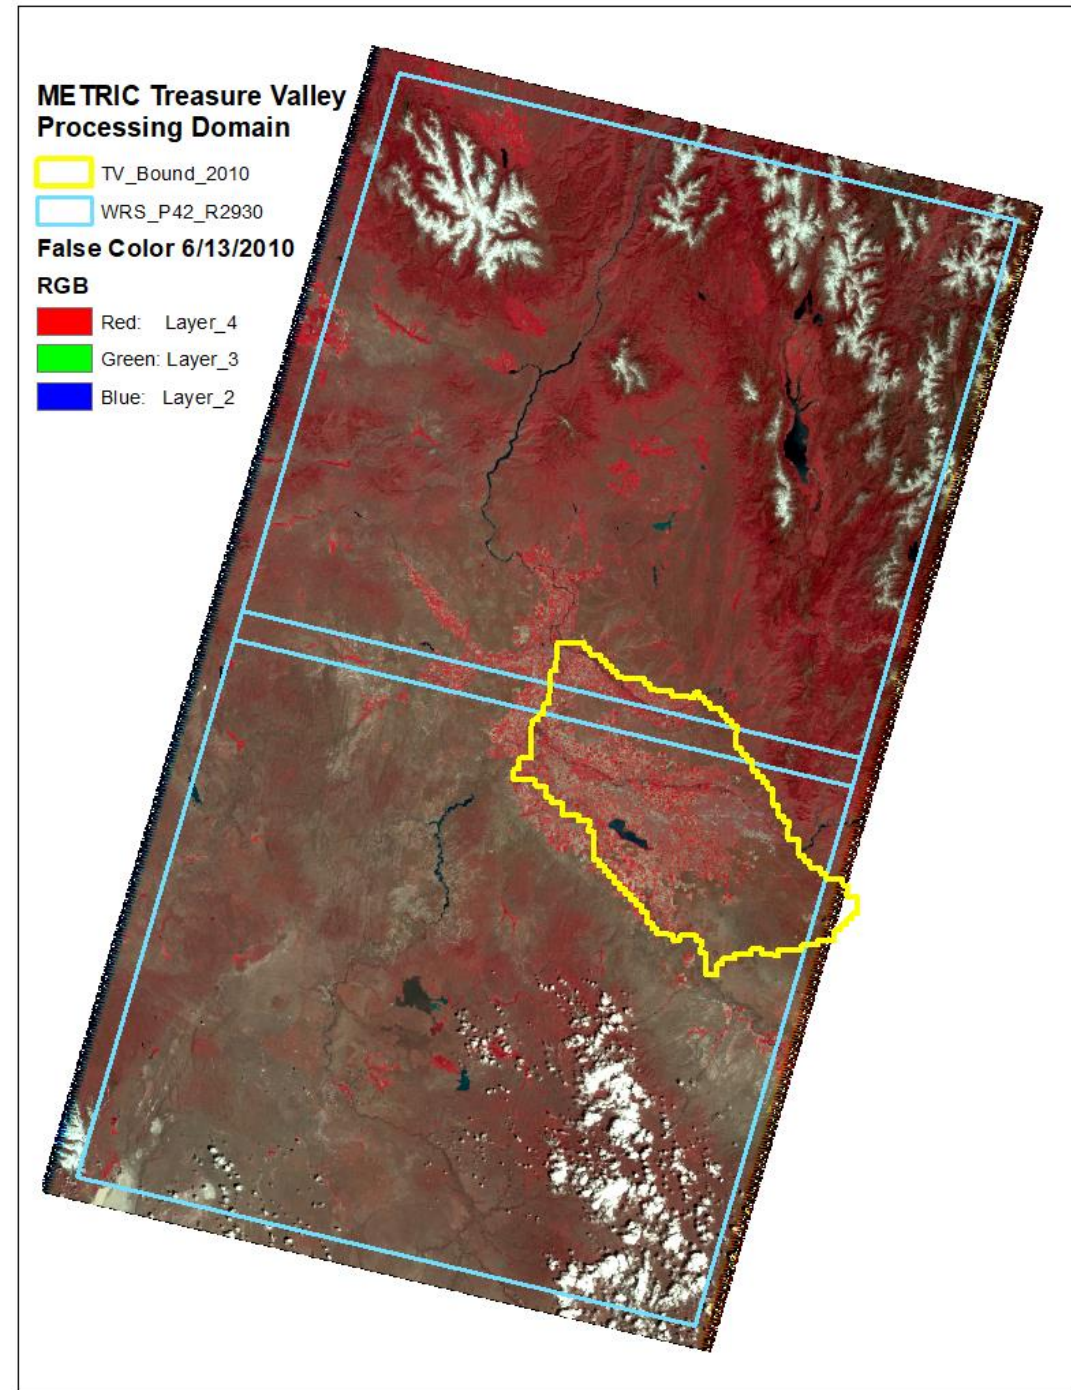 METRIC Treasure Valley
Processing Domain
TV_Bound_2010
WRS_P42_R2930
False Color 6/13/2010
RGB
Red: Layer_4
Green: Layer_3
Blue: Layer_2